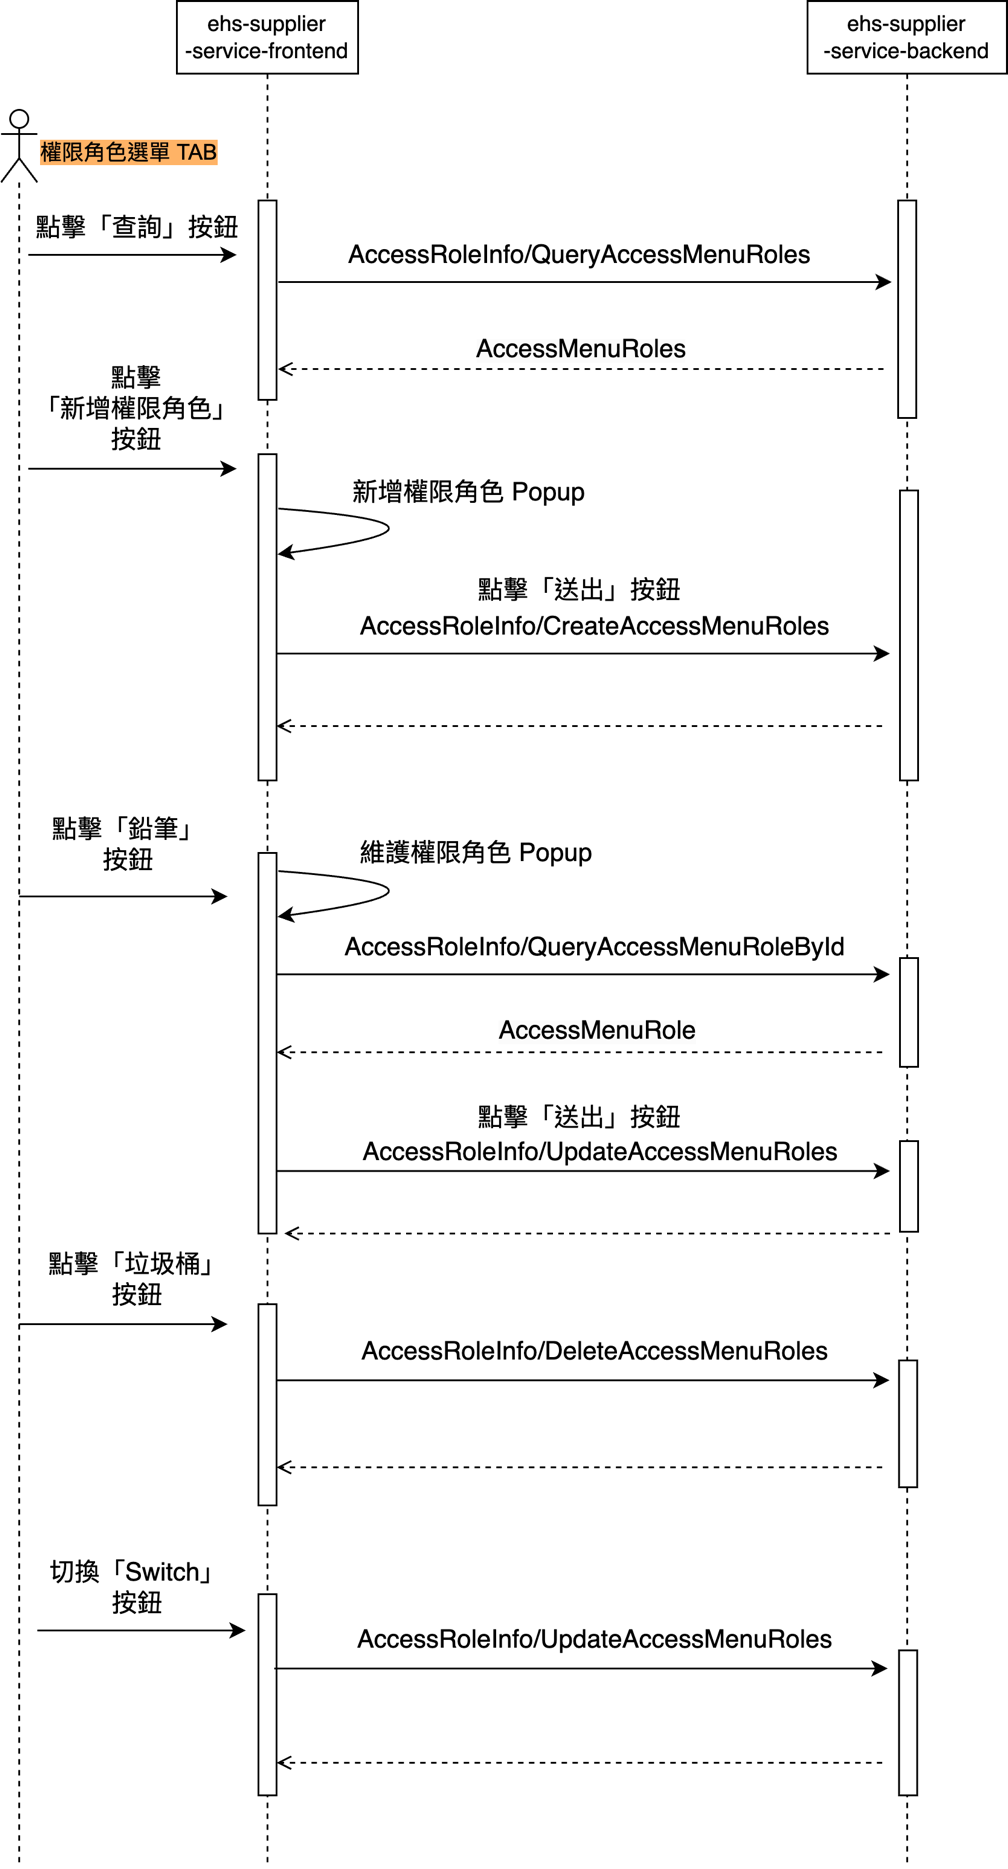 ehs-supplier
-service-frontend
ehs-supplier
-service-backend
權限角色選單 TAB
點擊「查詢」按鈕
AccessRoleInfo/QueryAccessMenuRoles
AccessMenuRoles
點擊
「新增權限角色」
按鈕
新增權限角色 Popup
點擊「送出」按鈕
AccessRoleInfo/CreateAccessMenuRoles
點擊「鉛筆」
按鈕
維護權限角色 Popup
AccessRoleInfo/QueryAccessMenuRoleById
AccessMenuRole
點擊「送出」按鈕
AccessRoleInfo/UpdateAccessMenuRoles
點擊「垃圾桶」
按鈕
AccessRoleInfo/DeleteAccessMenuRoles
切換「Switch」
按鈕
AccessRoleInfo/UpdateAccessMenuRoles